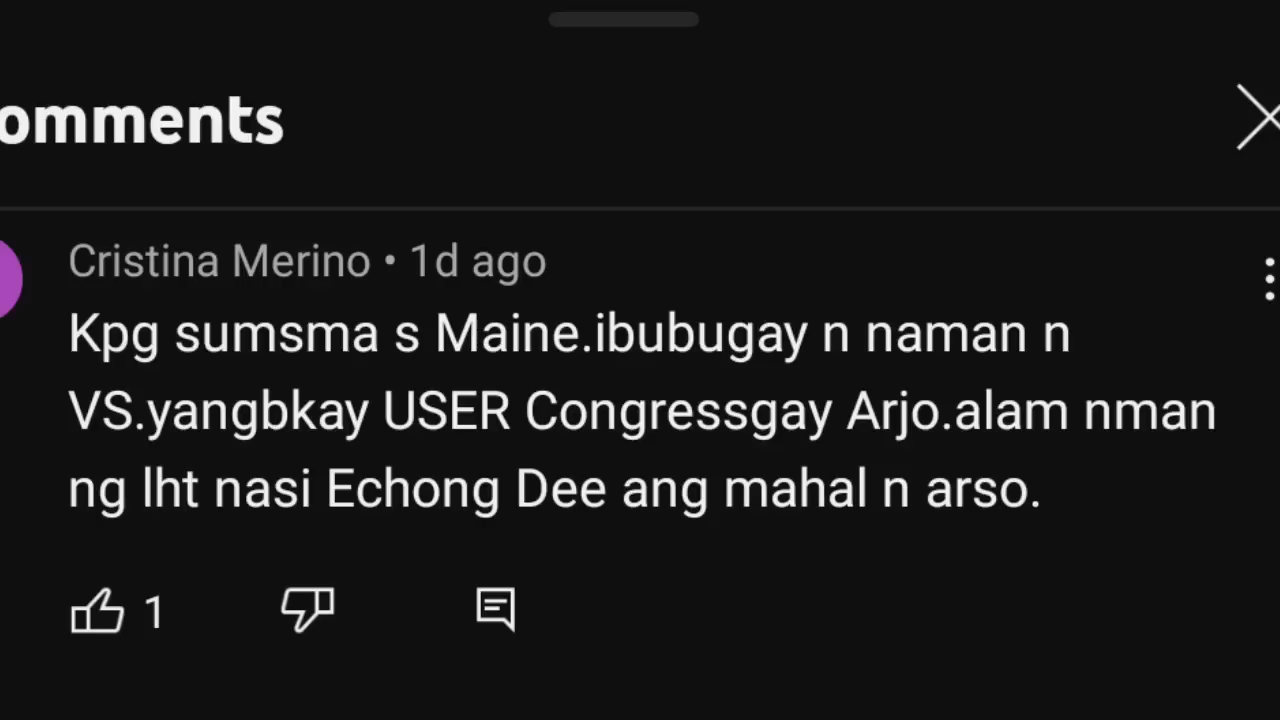 omments
Cristina Merino • 1d ago
Kpg sumsma s Maine.ibubugay n naman n
VS.yangbkay USER Congressgay Arjo.alam nman
ng lht nasi Echong Dee ang mahal n arso.
1